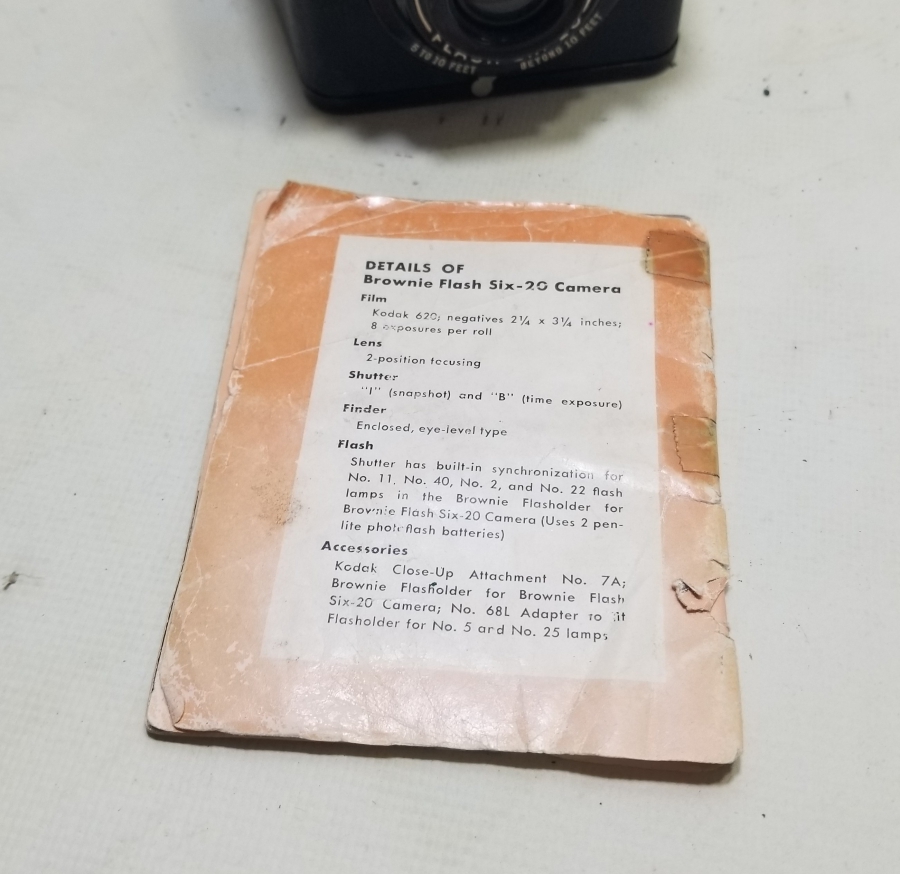 FLASH
5 TO 10 FEET
BEYOND 10 FEET
DETAILS OF
Brownie Flash Six-20 Camera
Film
Kodak 620; negatives 2¼ x 3¼ inches;
8 exposures per roll
Lens
2-position focusing
Shutter
"I" (snapshot) and "B" (time exposure)
Finder
Enclosed, eye-level type
Flash
Shutter has built-in synchronization for
No. 11, No. 40, No. 2, and No. 22 flash
lamps in the Brownie Flasholder for
Brownie Flash Six-20 Camera (Uses 2 pen-
lite photoflash batteries)
Accessories
Kodak Close-Up Attachment No. 7A;
Brownie Flasholder for Brownie Flash
Six-20 Camera; No. 68L Adapter to fit
Flasholder for No. 5 and No. 25 lamps